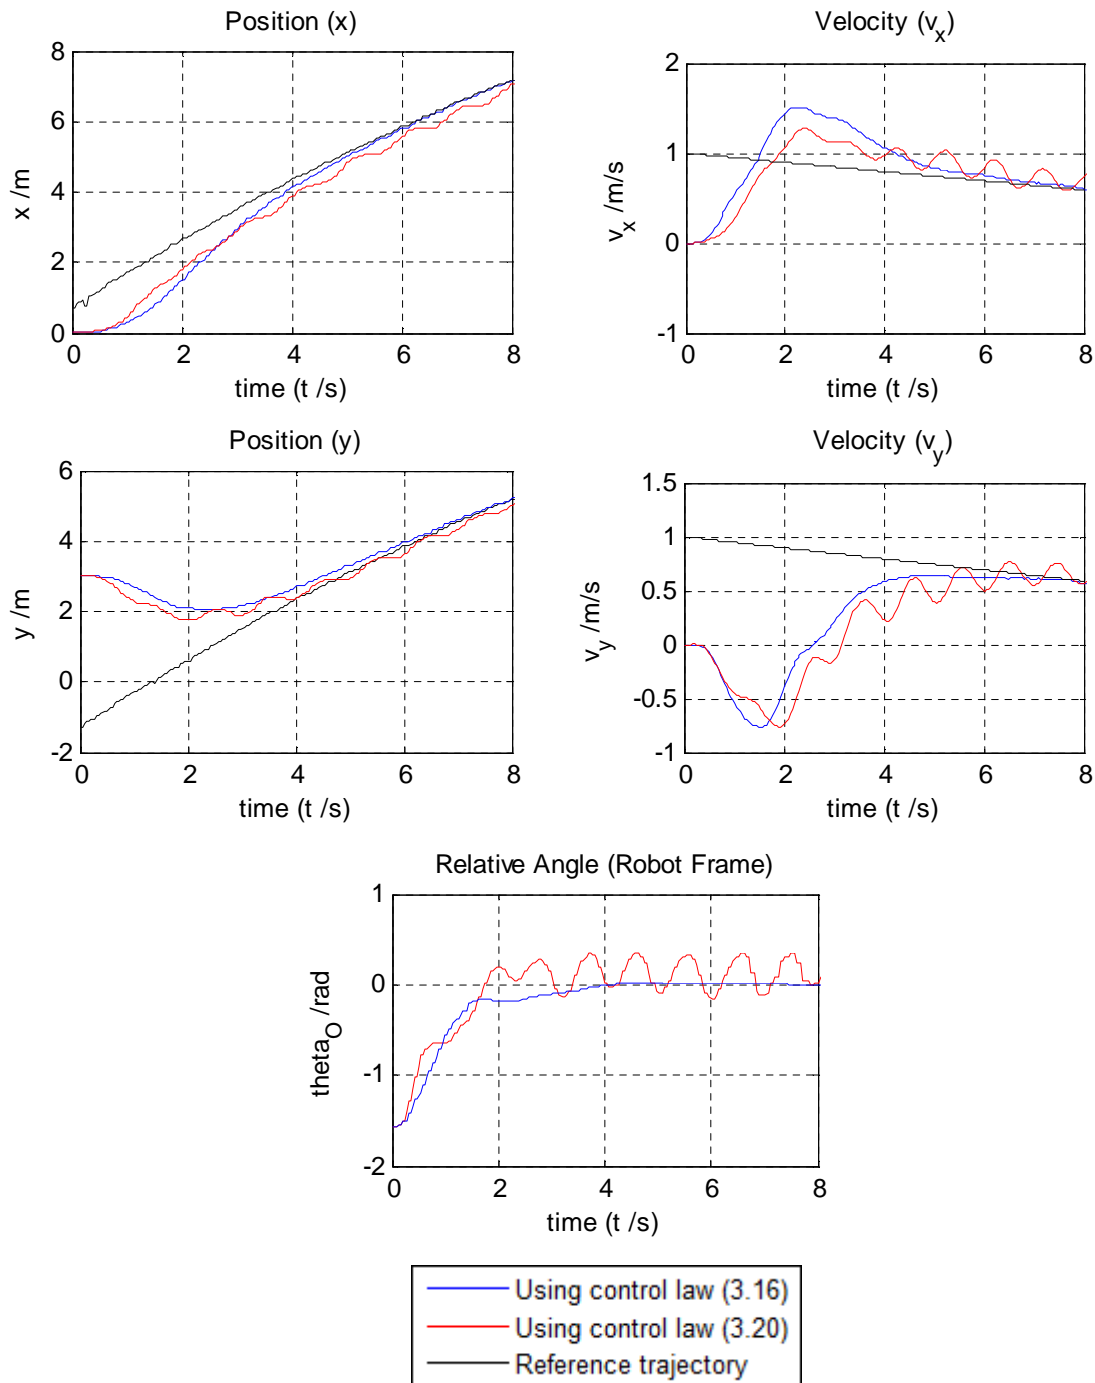 Position (x)
8
6
4
2
0
x /m
0 2 4 6 8
time (t /s)
Velocity (v_x)
2
1
0
-1
v_x /m/s
0 2 4 6 8
time (t /s)
Position (y)
6
4
2
0
-2
y /m
0 2 4 6 8
time (t /s)
Velocity (v_y)
1.5
1
0.5
0
-0.5
-1
v_y /m/s
0 2 4 6 8
time (t /s)
Relative Angle (Robot Frame)
1
0
-1
-2
theta_O /rad
0 2 4 6 8
time (t /s)
Using control law (3.16)
Using control law (3.20)
Reference trajectory